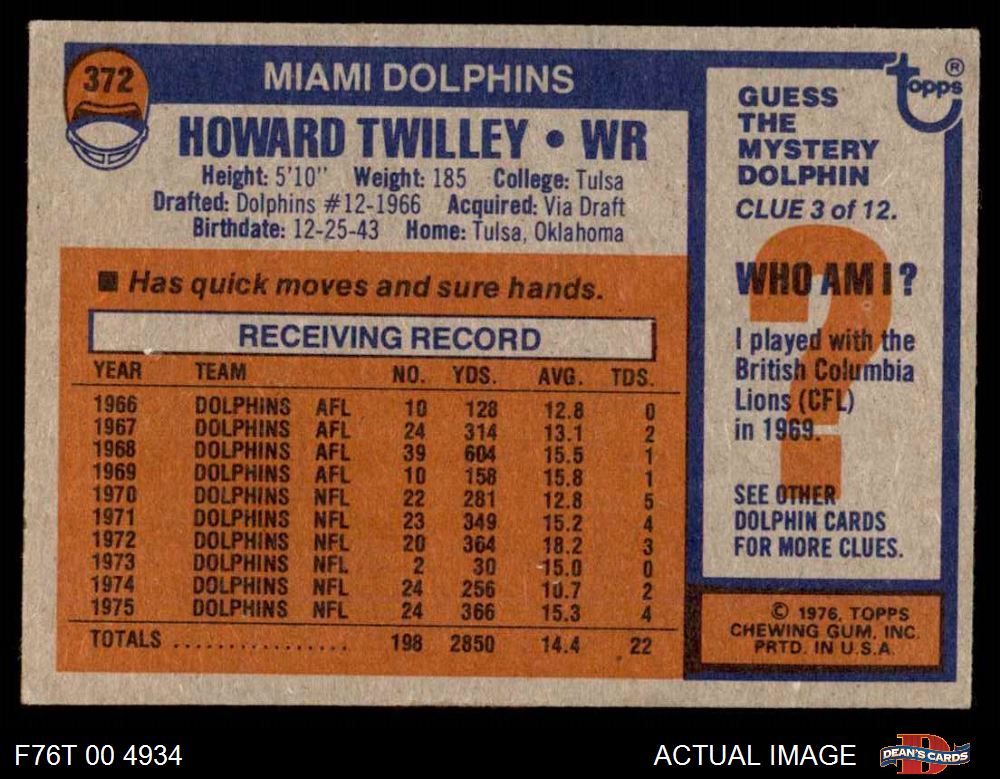 372
MIAMI DOLPHINS
HOWARD TWILLEY • WR
Height: 5'10" Weight: 185 College: Tulsa
Drafted: Dolphins #12-1966 Acquired: Via Draft
Birthdate: 12-25-43 Home: Tulsa, Oklahoma
■ Has quick moves and sure hands.
RECEIVING RECORD
YEAR TEAM NO. YDS. AVG. TDS.
1966 DOLPHINS AFL 10 128 12.8 0
1967 DOLPHINS AFL 24 314 13.1 2
1968 DOLPHINS AFL 39 604 15.5 1
1969 DOLPHINS AFL 10 158 15.8 1
1970 DOLPHINS NFL 22 281 12.8 5
1971 DOLPHINS NFL 23 349 15.2 4
1972 DOLPHINS NFL 20 364 18.2 3
1973 DOLPHINS NFL 2 30 15.0 0
1974 DOLPHINS NFL 24 256 10.7 2
1975 DOLPHINS NFL 24 366 15.3 4
TOTALS ................ 198 2850 14.4 22
topps ®
GUESS
THE
MYSTERY
DOLPHIN
CLUE 3 of 12.
?
WHO AM I?
I played with the
British Columbia
Lions (CFL)
in 1969.
SEE OTHER
DOLPHIN CARDS
FOR MORE CLUES.
© 1976, TOPPS
CHEWING GUM, INC.
PRTD. IN U.S.A.
F76T 00 4934
ACTUAL IMAGE
DEAN'S CARDS